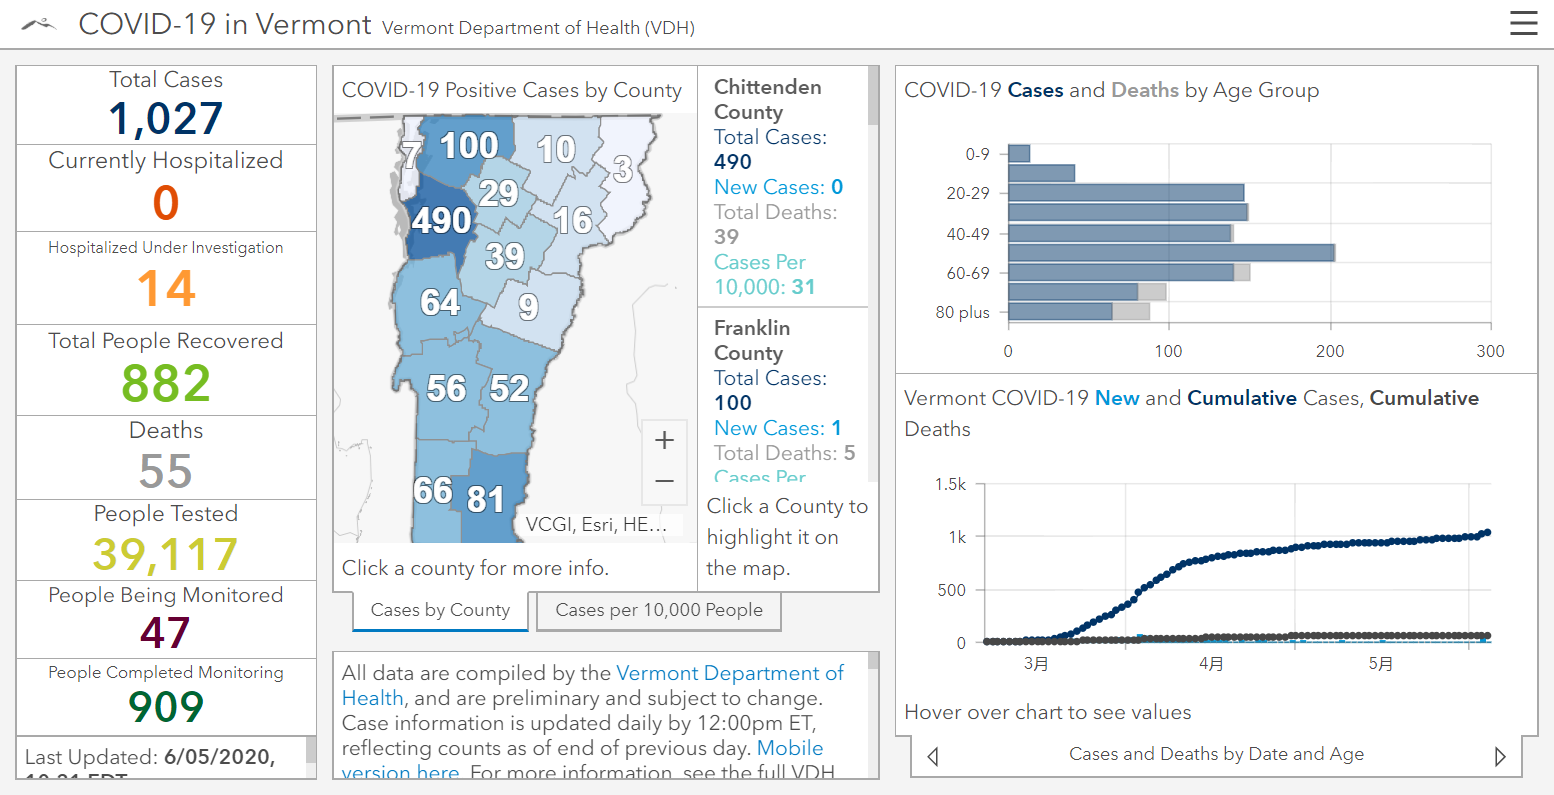 COVID-19 in Vermont Vermont Department of Health (VDH)
Total Cases
1,027
Currently Hospitalized
0
Hospitalized Under Investigation
14
Total People Recovered
882
Deaths
55
People Tested
39,117
People Being Monitored
47
People Completed Monitoring
909
Last Updated: 6/05/2020,
COVID-19 Positive Cases by County
7
100
10
3
29
490
16
39
64
9
56
52
66
81
+
−
VCGI, Esri, HE...
Click a county for more info.
Chittenden
County
Total Cases:
490
New Cases: 0
Total Deaths:
39
Cases Per
10,000: 31
Franklin
County
Total Cases:
100
New Cases: 1
Total Deaths: 5
Cases Per
Click a County to
highlight it on
the map.
Cases by County
Cases per 10,000 People
All data are compiled by the Vermont Department of
Health, and are preliminary and subject to change.
Case information is updated daily by 12:00pm ET,
reflecting counts as of end of previous day. Mobile
version here. For more information, see the full VDH
COVID-19 Cases and Deaths by Age Group
0-9
20-29
40-49
60-69
80 plus
0
100
200
300
Vermont COVID-19 New and Cumulative Cases, Cumulative
Deaths
1.5k
1k
500
0
3月
4月
5月
Hover over chart to see values
Cases and Deaths by Date and Age